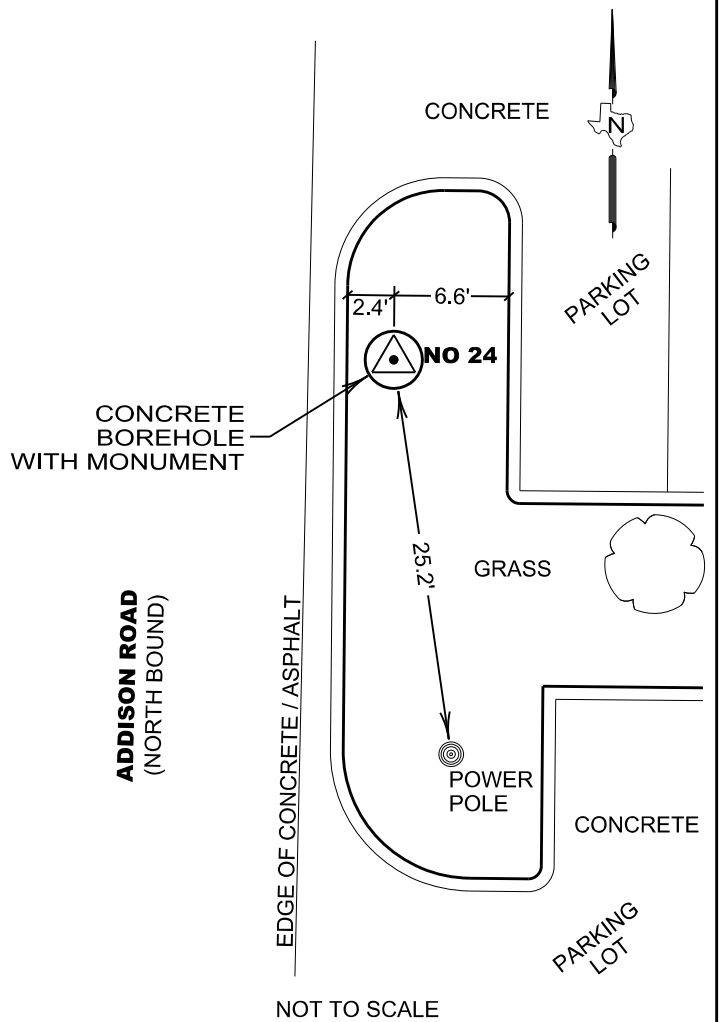 CONCRETE
N
PARKING
LOT
2.4'
6.6'
NO 24
CONCRETE
BOREHOLE
WITH MONUMENT
25.2'
GRASS
ADDISON ROAD
(NORTH BOUND)
EDGE OF CONCRETE / ASPHALT
POWER
POLE
CONCRETE
PARKING
LOT
NOT TO SCALE